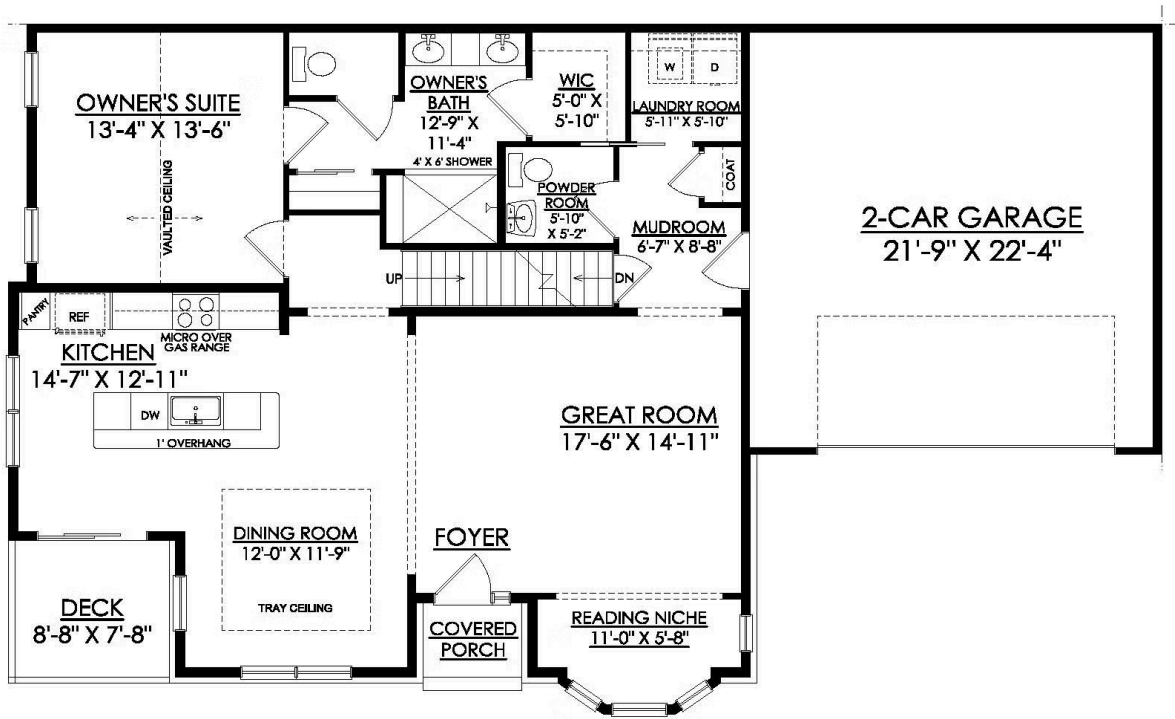 OWNER'S SUITE
13'-4" X 13'-6"
VAULTED CEILING
OWNER'S
BATH
12'-9" X
11'-4"
4' X 6' SHOWER
WIC
5'-0" X
5'-10"
W
D
LAUNDRY ROOM
5'-11" X 5'-10"
COAT
POWDER
ROOM
5'-10"
X 5'-2"
MUDROOM
6'-7" X 8'-8"
2-CAR GARAGE
21'-9" X 22'-4"
UP
DN
PANTRY
REF
MICRO OVER
GAS RANGE
KITCHEN
14'-7" X 12'-11"
DW
1' OVERHANG
GREAT ROOM
17'-6" X 14'-11"
DINING ROOM
12'-0" X 11'-9"
TRAY CEILING
FOYER
DECK
8'-8" X 7'-8"
COVERED
PORCH
READING NICHE
11'-0" X 5'-8"